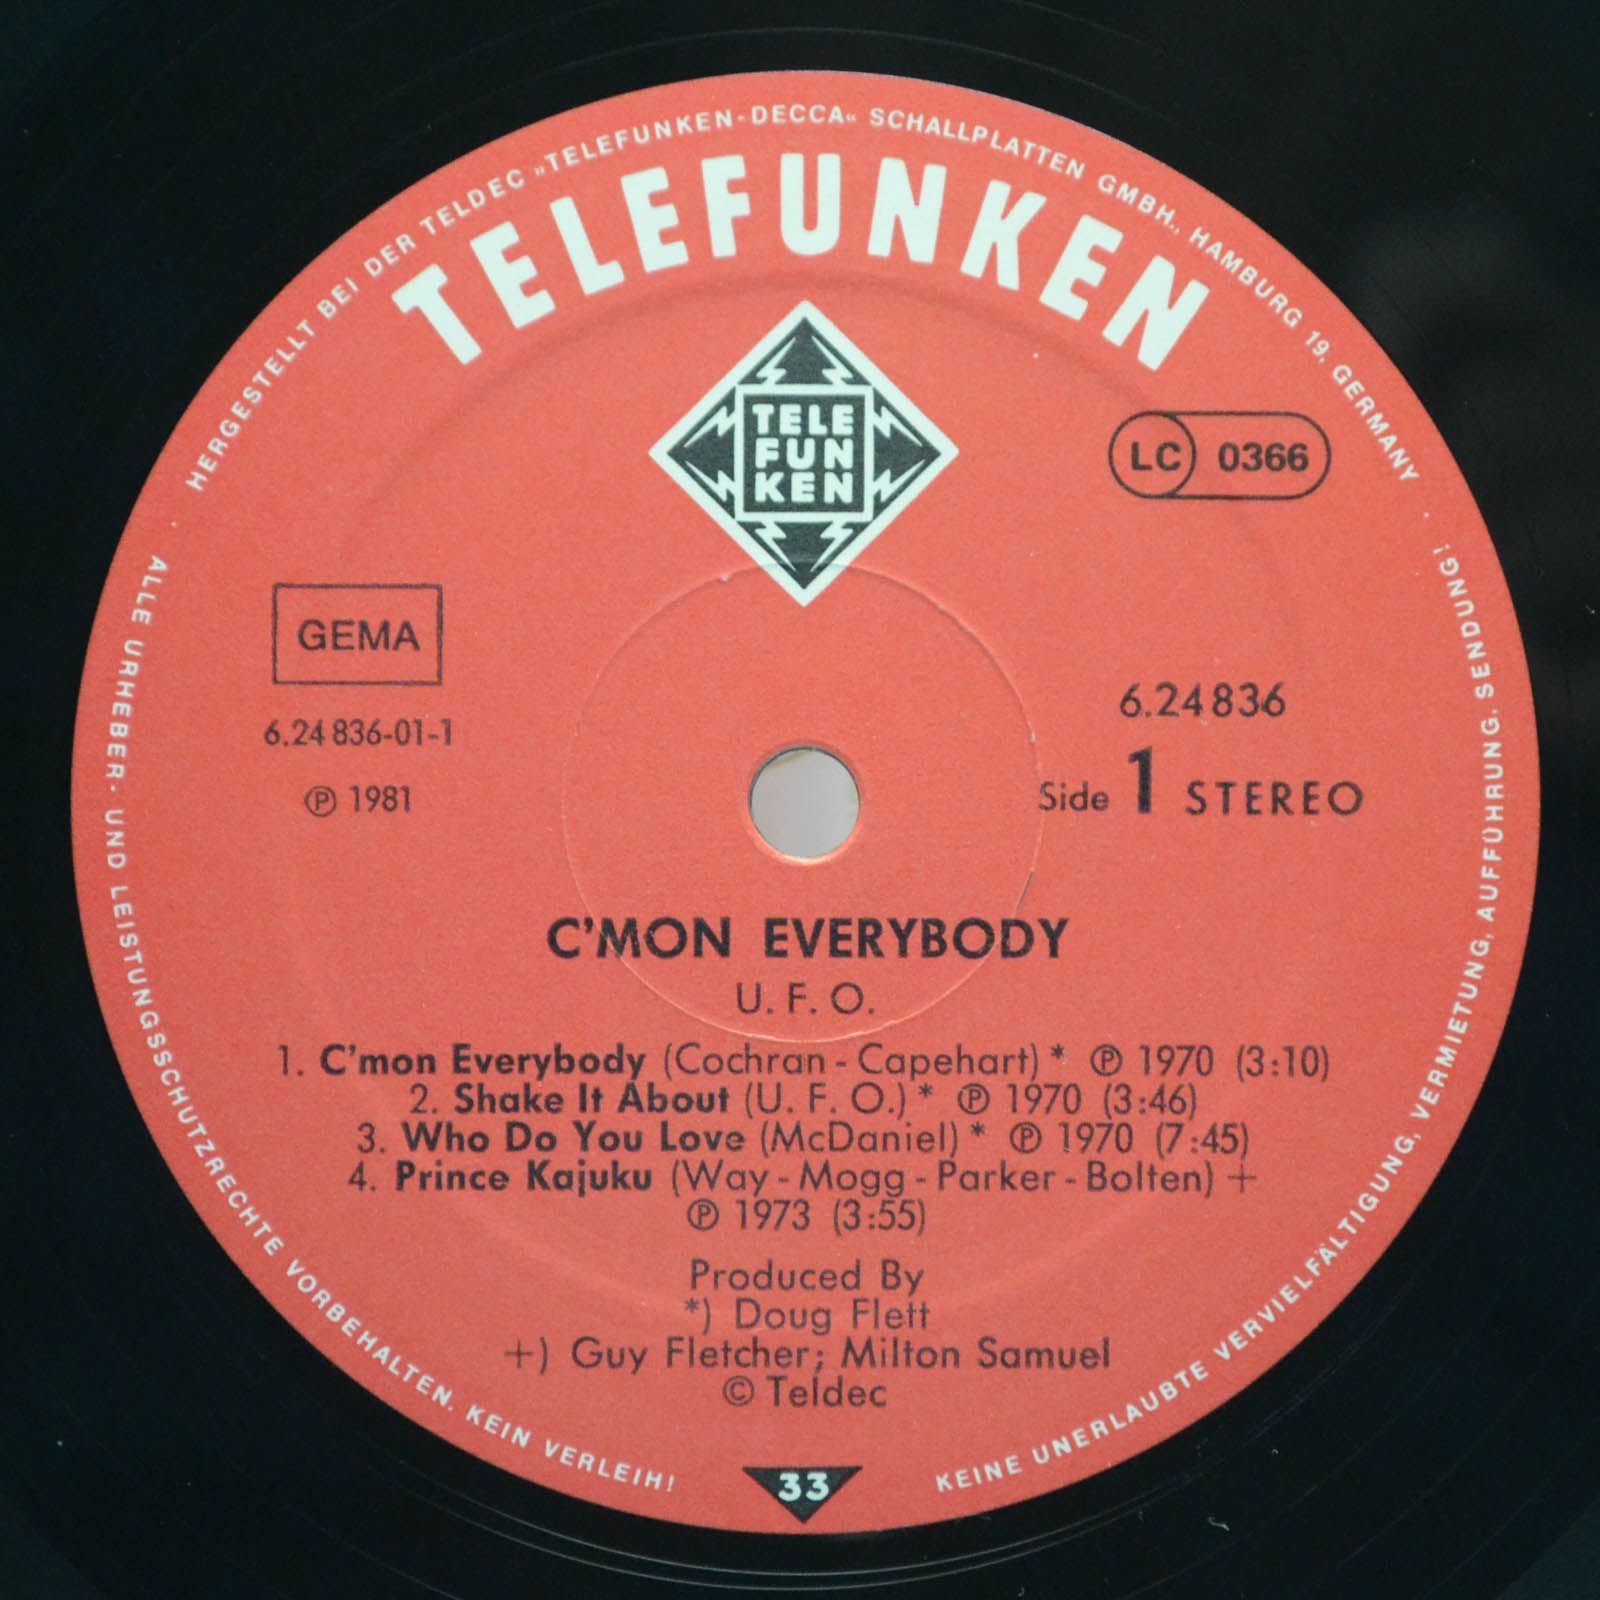 HERGESTELLT BEI DER TELDEC »TELEFUNKEN-DECCA« SCHALLPLATTEN GMBH., HAMBURG 19, GERMANY
TELEFUNKEN
TELE
FUN
KEN
LC 0366
GEMA
6.24836-01-1
Ⓟ 1981
6.24836
Side 1 STEREO
C'MON EVERYBODY
U. F. O.
1. C'mon Everybody (Cochran - Capehart) * Ⓟ 1970 (3:10)
2. Shake It About (U. F. O.) * Ⓟ 1970 (3:46)
3. Who Do You Love (McDaniel) * Ⓟ 1970 (7:45)
4. Prince Kajuku (Way - Mogg - Parker - Bolten) +
Ⓟ 1973 (3:55)
Produced By
*) Doug Flett
+) Guy Fletcher; Milton Samuel
© Teldec
33
ALLE URHEBER- UND LEISTUNGSSCHUTZRECHTE VORBEHALTEN. KEIN VERLEIH!
KEINE UNERLAUBTE VERVIELFÄLTIGUNG, VERMIETUNG, AUFFÜHRUNG, SENDUNG!